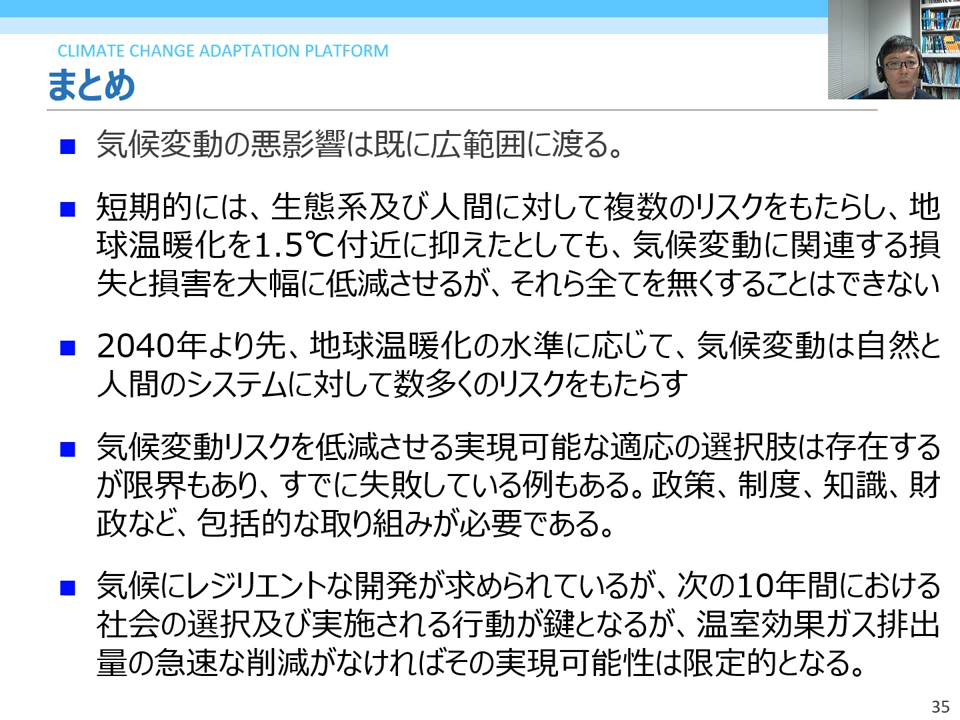 CLIMATE CHANGE ADAPTATION PLATFORM
まとめ
■ 気候変動の悪影響は既に広範囲に渡る。
■ 短期的には、生態系及び人間に対して複数のリスクをもたらし、地
球温暖化を1.5℃付近に抑えたとしても、気候変動に関連する損
失と損害を大幅に低減させるが、それら全てを無くすることはできない
■ 2040年より先、地球温暖化の水準に応じて、気候変動は自然と
人間のシステムに対して数多くのリスクをもたらす
■ 気候変動リスクを低減させる実現可能な適応の選択肢は存在する
が限界もあり、すでに失敗している例もある。政策、制度、知識、財
政など、包括的な取り組みが必要である。
■ 気候にレジリエントな開発が求められているが、次の10年間における
社会の選択及び実施される行動が鍵となるが、温室効果ガス排出
量の急速な削減がなければその実現可能性は限定的となる。
35